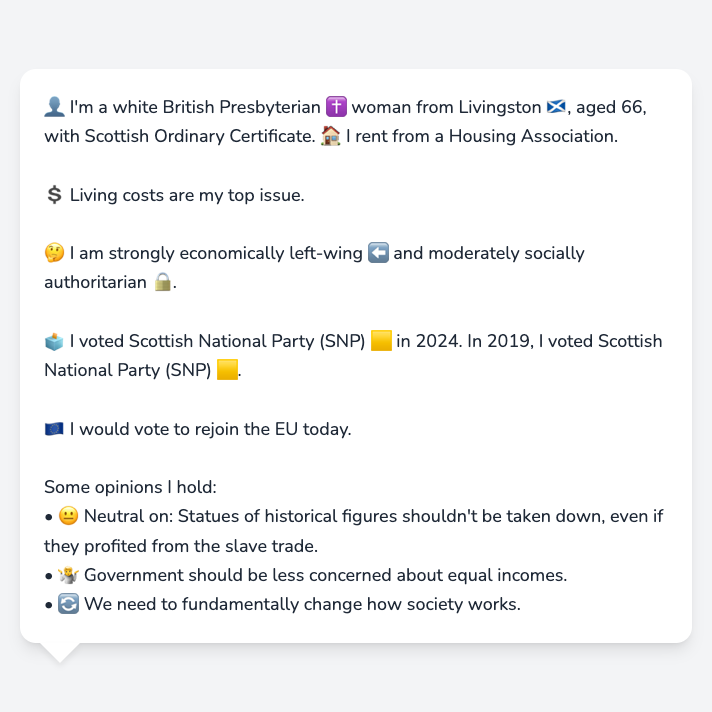 👤 I'm a white British Presbyterian ✝️ woman from Livingston 🏴󠁧󠁢󠁳󠁣󠁴󠁿, aged 66,
with Scottish Ordinary Certificate. 🏠 I rent from a Housing Association.
💲 Living costs are my top issue.
🤔 I am strongly economically left-wing ⬅️ and moderately socially
authoritarian 🔒.
🗳️ I voted Scottish National Party (SNP) 🟨 in 2024. In 2019, I voted Scottish
National Party (SNP) 🟨.
🇪🇺 I would vote to rejoin the EU today.
Some opinions I hold:
• 😐 Neutral on: Statues of historical figures shouldn't be taken down, even if
they profited from the slave trade.
• 🤷 Government should be less concerned about equal incomes.
• 🔄 We need to fundamentally change how society works.